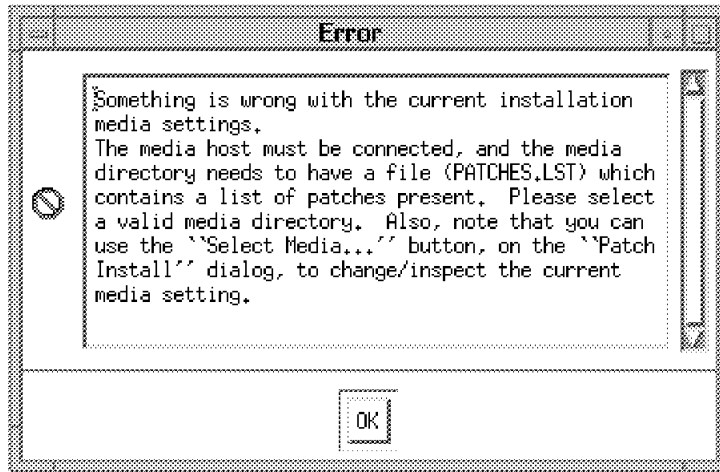 Error
Something is wrong with the current installation
media settings.
The media host must be connected, and the media
directory needs to have a file (PATCHES.LST) which
contains a list of patches present.  Please select
a valid media directory.  Also, note that you can
use the ``Select Media...'' button, on the ``Patch
Install'' dialog, to change/inspect the current
media setting.
OK